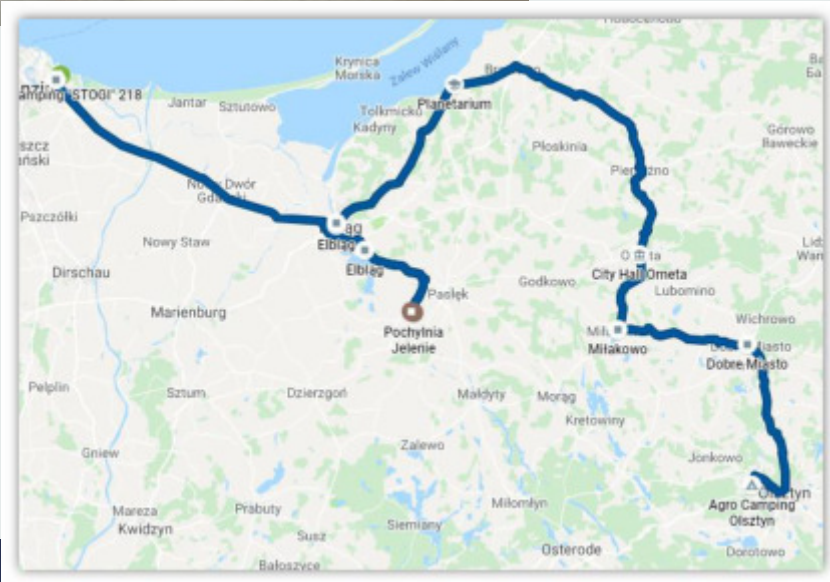 Krynica
Morska
Zalew Wiślany
Camping "STOGI" 218
Jantar
Sztutowo
Planetarium
Tolkmicko
Kadyny
Płoskinia
Górowo
Iławeckie
Pszczółki
Nowy Staw
Elbląg
Elbląg
City Hall Orneta
Dirschau
Pasłęk
Godkowo
Lubomino
Marienburg
Pochylnia
Jelenie
Wichrowo
Miłakowo
Dobre Miasto
Pelplin
Sztum
Dzierzgoń
Małdyty
Morąg
Kretowiny
Gniew
Zalewo
Jonkowo
Olsztyn
Agro Camping
Olsztyn
Mareza
Kwidzyn
Prabuty
Susz
Siemiany
Miłomłyn
Osterode
Dorotowo
Bałoszyce